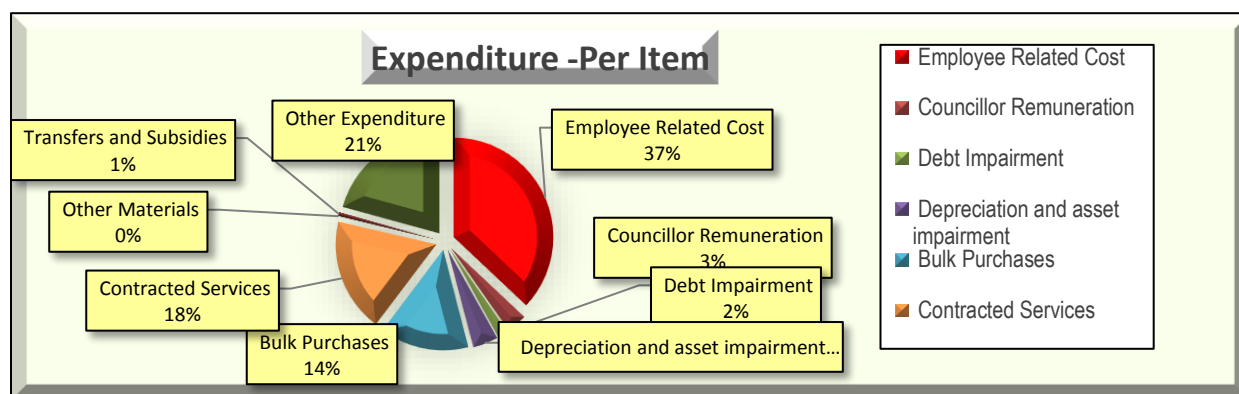 Expenditure -Per Item
Other Expenditure
21%
Transfers and Subsidies
1%
Other Materials
0%
Contracted Services
18%
Bulk Purchases
14%
Employee Related Cost
37%
Councillor Remuneration
3%
Debt Impairment
2%
Depreciation and asset impairment...
Employee Related Cost
Councillor Remuneration
Debt Impairment
Depreciation and asset
impairment
Bulk Purchases
Contracted Services